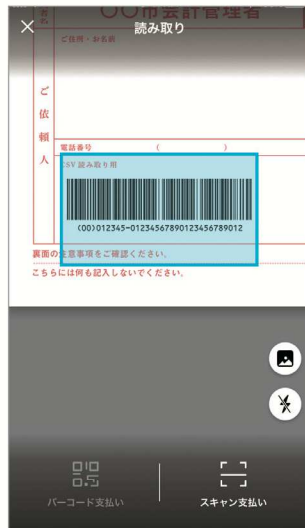 〇〇市会計管理者
読み取り
ご住所・お名前
ご依頼人
電話番号 ( )
CSV 読み取り用
(00)012345-01234567890123456789012
裏面の注意事項をご確認ください。
こちらには何も記入しないでください。
バーコード支払い
スキャン支払い